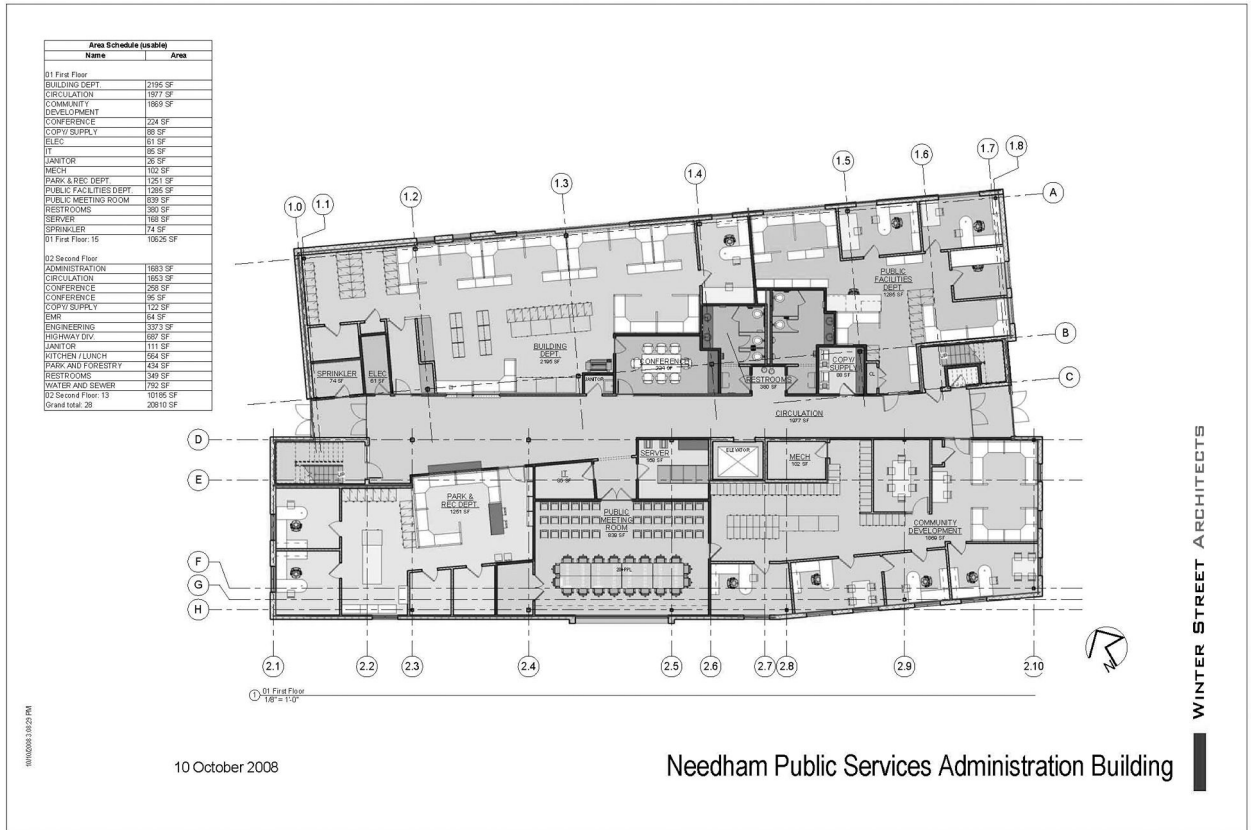 Area Schedule (usable)
Name Area
01 First Floor
BUILDING DEPT. 2195 SF
CIRCULATION 1977 SF
COMMUNITY DEVELOPMENT 1869 SF
CONFERENCE 224 SF
COPY/ SUPPLY 88 SF
ELEC 61 SF
IT 85 SF
JANITOR 26 SF
MECH 102 SF
PARK & REC DEPT. 1251 SF
PUBLIC FACILITIES DEPT. 1285 SF
PUBLIC MEETING ROOM 839 SF
RESTROOMS 380 SF
SERVER 168 SF
SPRINKLER 74 SF
01 First Floor: 15 10625 SF
02 Second Floor
ADMINISTRATION 1683 SF
CIRCULATION 1653 SF
CONFERENCE 258 SF
CONFERENCE 95 SF
COPY/ SUPPLY 122 SF
EMR 64 SF
ENGINEERING 3373 SF
HIGHWAY DIV. 687 SF
JANITOR 111 SF
KITCHEN / LUNCH 564 SF
PARK AND FORESTRY 434 SF
RESTROOMS 349 SF
WATER AND SEWER 792 SF
02 Second Floor: 13 10185 SF
Grand total: 28 20810 SF
1.0
1.1
1.2
1.3
1.4
1.5
1.6
1.7
1.8
A
B
C
PUBLIC
FACILITIES
DEPT.
1285 SF
BUILDING
DEPT.
2195 SF
CONFERENCE
224 SF
COPY/
SUPPLY
88 SF
SPRINKLER
74 SF
ELEC
61 SF
JANITOR
RESTROOMS
380 SF
CL
CIRCULATION
1977 SF
D
E
F
G
H
SERVER
168 SF
ELEVATOR
MECH
102 SF
IT
PARK &
REC DEPT.
1251 SF
PUBLIC
MEETING
ROOM
839 SF
COMMUNITY
DEVELOPMENT
1869 SF
2.1
2.2
2.3
2.4
2.5
2.6
2.7
2.8
2.9
2.10
N
1 01 First Floor
1/8" = 1'-0"
WINTER STREET ARCHITECTS
10/10/2008 3:08:29 PM
10 October 2008
Needham Public Services Administration Building